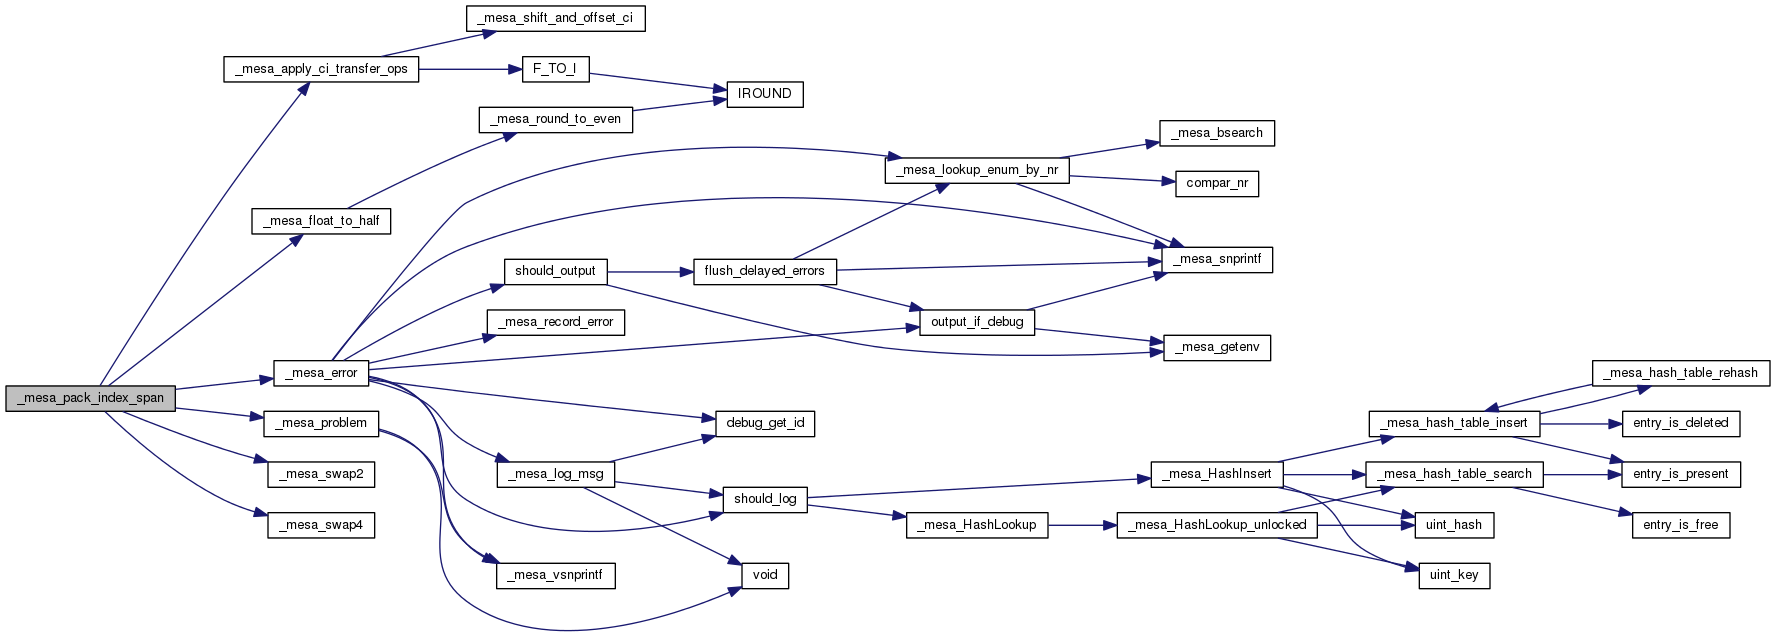 _mesa_shift_and_offset_ci
_mesa_apply_ci_transfer_ops
F_TO_I
IROUND
_mesa_round_to_even
_mesa_bsearch
_mesa_lookup_enum_by_nr
compar_nr
_mesa_float_to_half
_mesa_snprintf
should_output
flush_delayed_errors
_mesa_record_error
output_if_debug
_mesa_getenv
_mesa_error
_mesa_hash_table_rehash
_mesa_pack_index_span
_mesa_problem
debug_get_id
_mesa_hash_table_insert
entry_is_deleted
_mesa_swap2
_mesa_log_msg
_mesa_HashInsert
_mesa_hash_table_search
entry_is_present
should_log
_mesa_swap4
_mesa_HashLookup
_mesa_HashLookup_unlocked
uint_hash
entry_is_free
_mesa_vsnprintf
void
uint_key